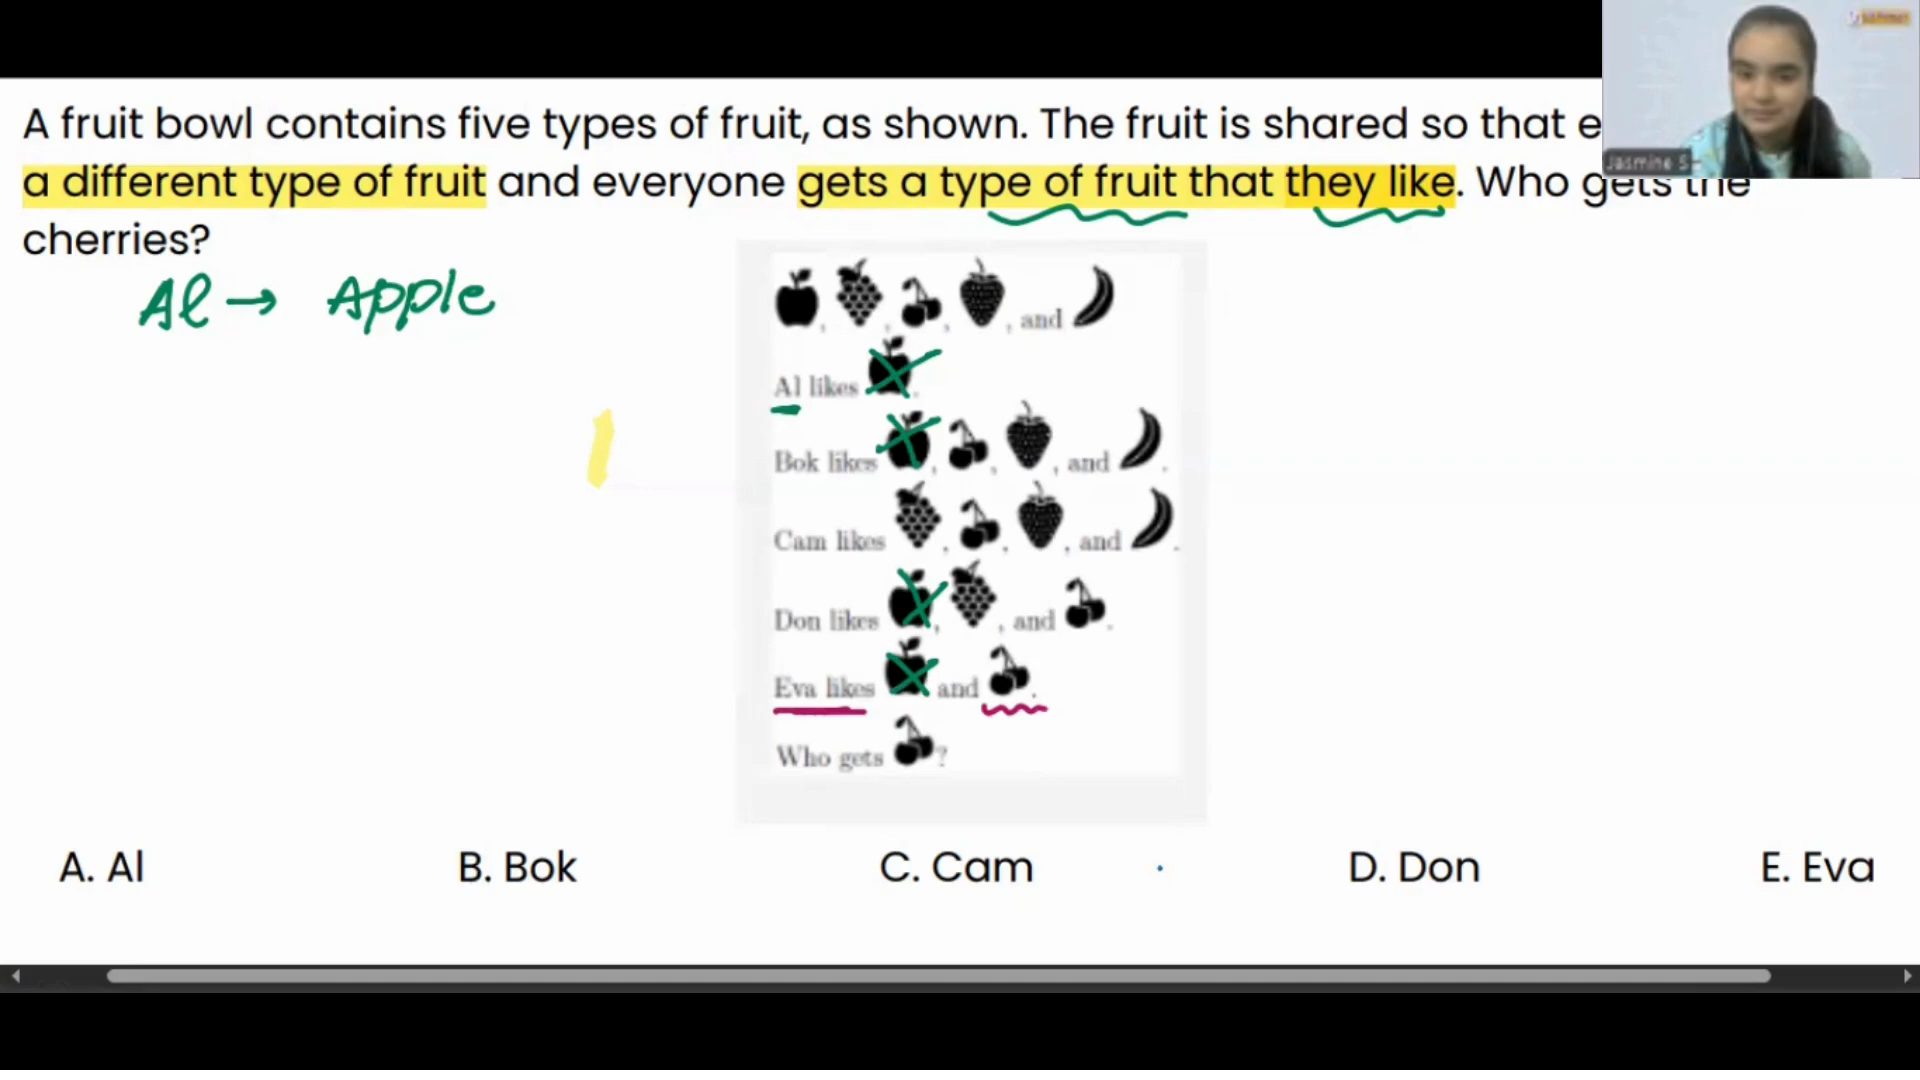 A fruit bowl contains five types of fruit, as shown. The fruit is shared so that e
a different type of fruit and everyone gets a type of fruit that they like. Who gets the
cherries?
Al → Apple
, , , , and
Al likes .
Bok likes , , , and .
Cam likes , , , and .
Don likes , , and .
Eva likes and .
Who gets ?
A. Al B. Bok C. Cam D. Don E. Eva
Jasmine S